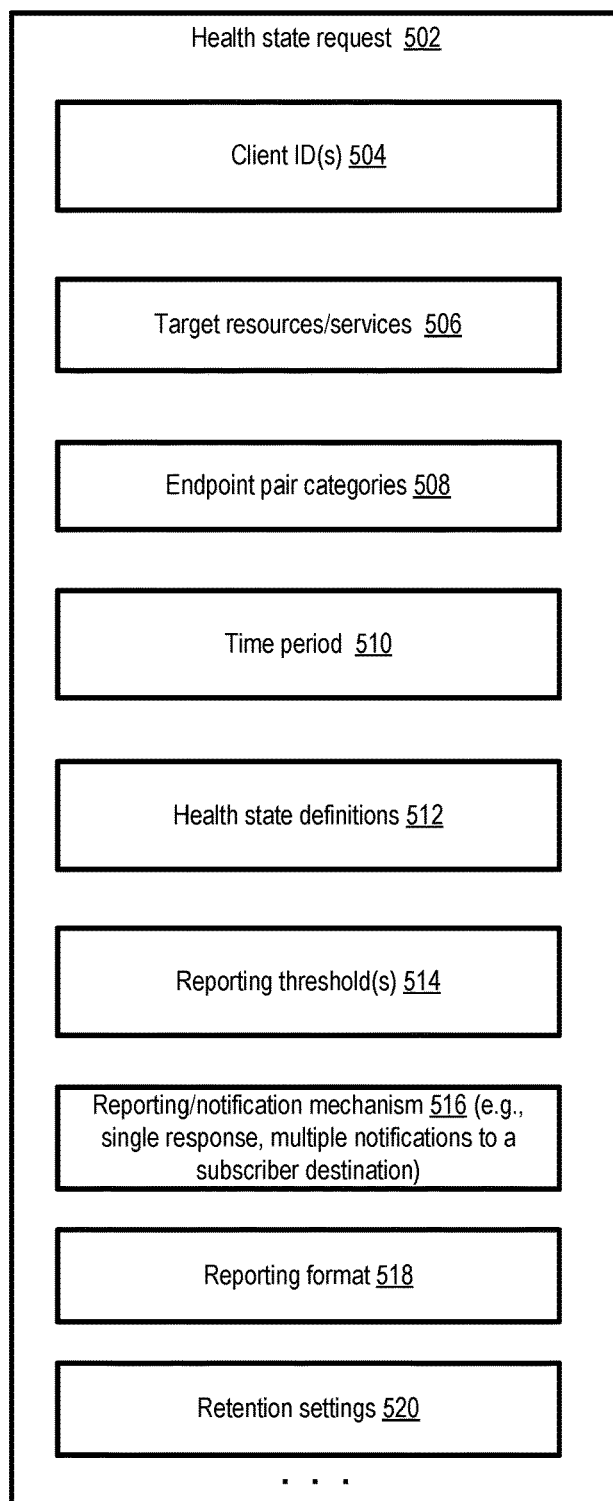 Health state request 502
Client ID(s) 504
Target resources/services 506
Endpoint pair categories 508
Time period 510
Health state definitions 512
Reporting threshold(s) 514
Reporting/notification mechanism 516 (e.g.,
single response, multiple notifications to a
subscriber destination)
Reporting format 518
Retention settings 520
. . .